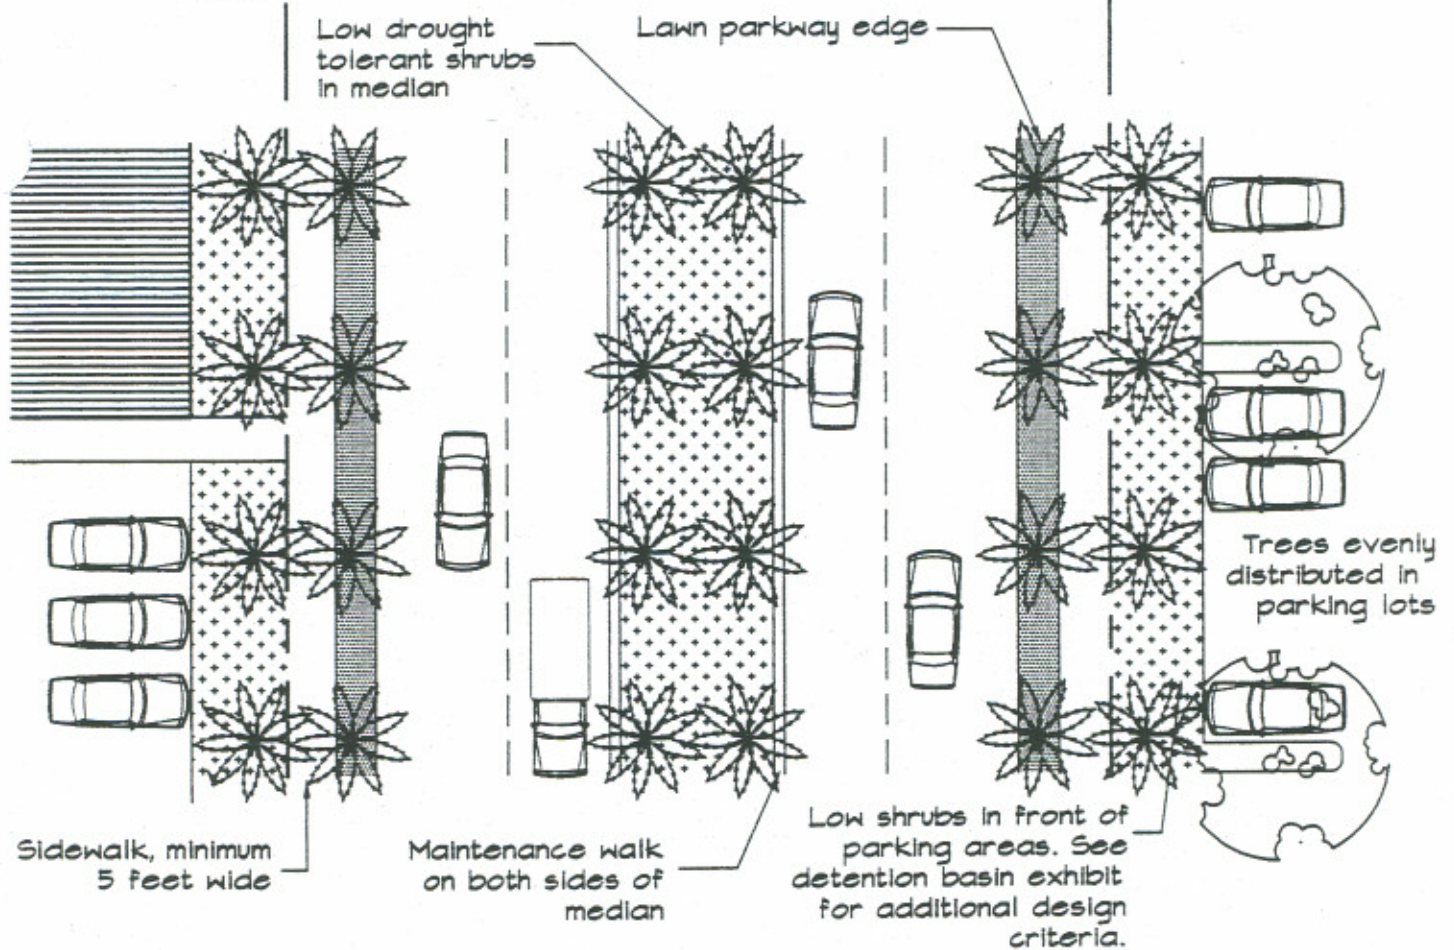 Low drought
tolerant shrubs
in median
Lawn parkway edge
Trees evenly
distributed in
parking lots
Sidewalk, minimum
5 feet wide
Maintenance walk
on both sides of
median
Low shrubs in front of
parking areas. See
detention basin exhibit
for additional design
criteria.